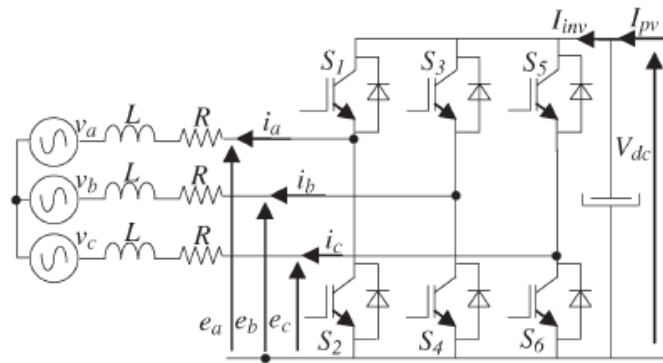 I_inv I_pv
S_1 S_3 S_5
v_a L R i_a
V_dc
v_b L R i_b
v_c L R i_c
e_a e_b e_c
S_2 S_4 S_6